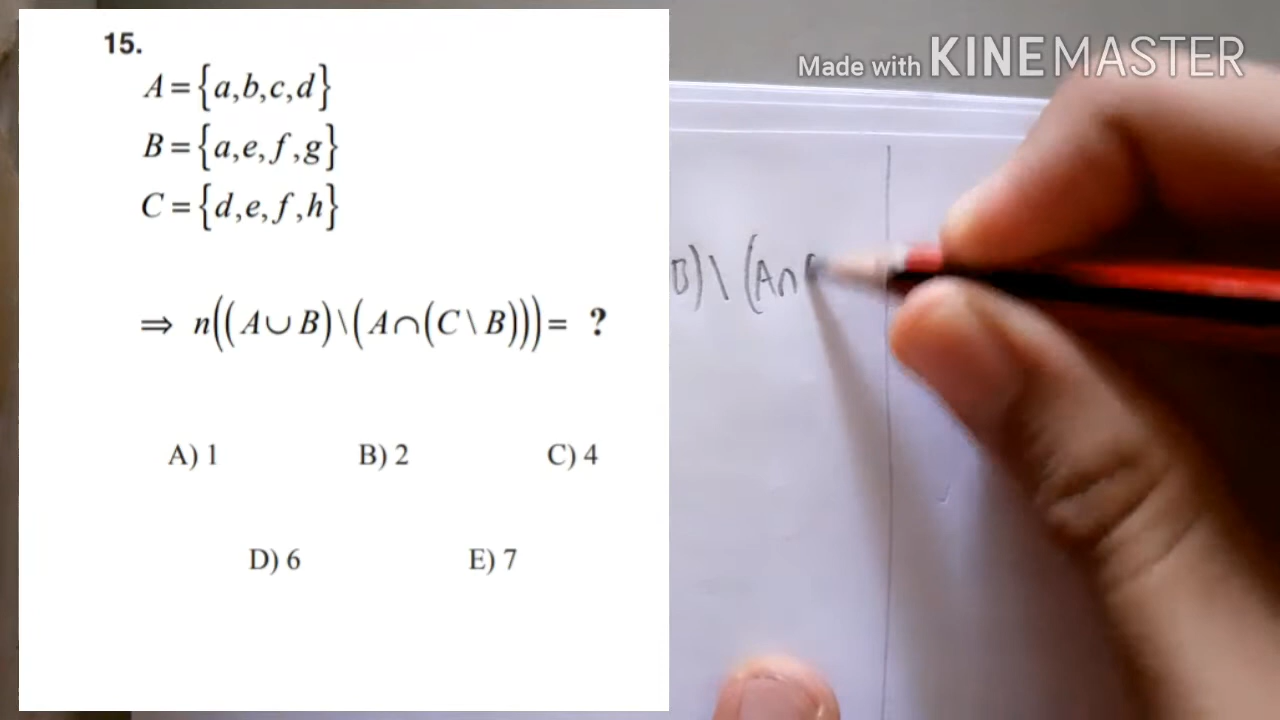 15.
A = {a,b,c,d}
B = {a,e,f,g}
C = {d,e,f,h}
⇒ n((A∪B)\(A∩(C\B))) = ?
A) 1 B) 2 C) 4
D) 6 E) 7
Made with KINEMASTER
B)\(A∩